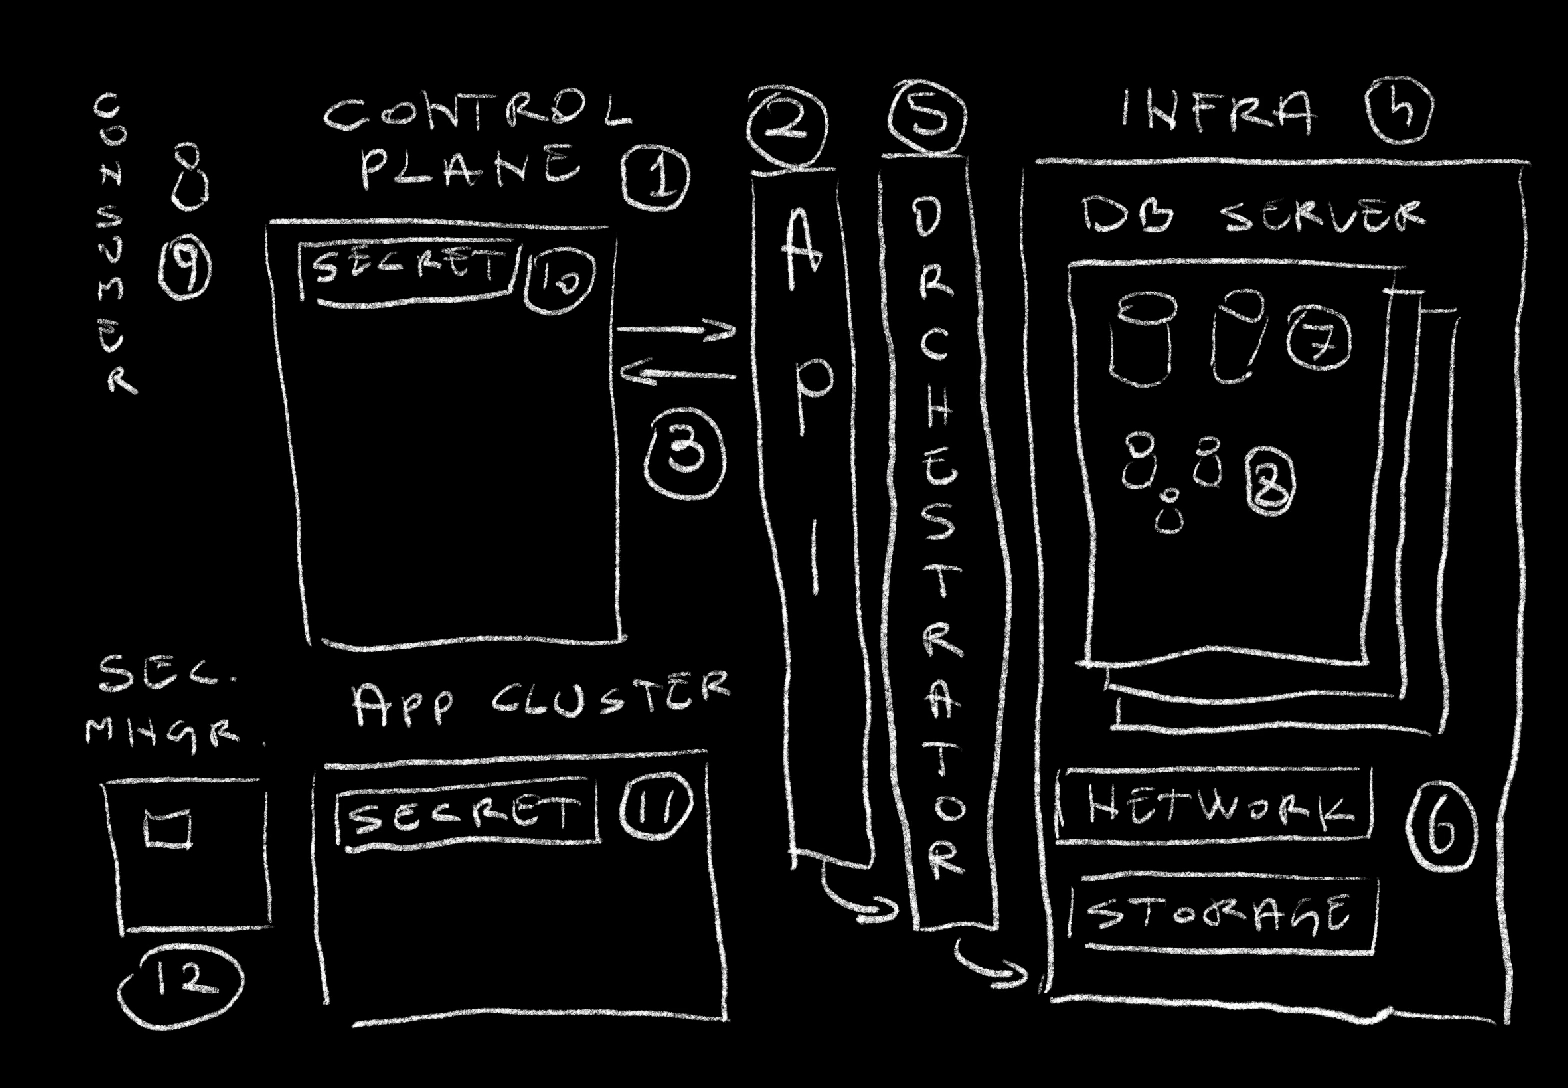 CONSUMER
9
CONTROL
PLANE 1
SECRET 10
3
2
API
5
ORCHESTRATOR
INFRA 4
DB SERVER
7
8
NETWORK
6
STORAGE
SEC.
MNGR.
12
APP CLUSTER
SECRET 11